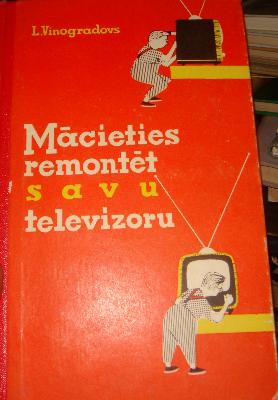 L.Vinogradovs
Mācieties
remontēt
savu
televizoru